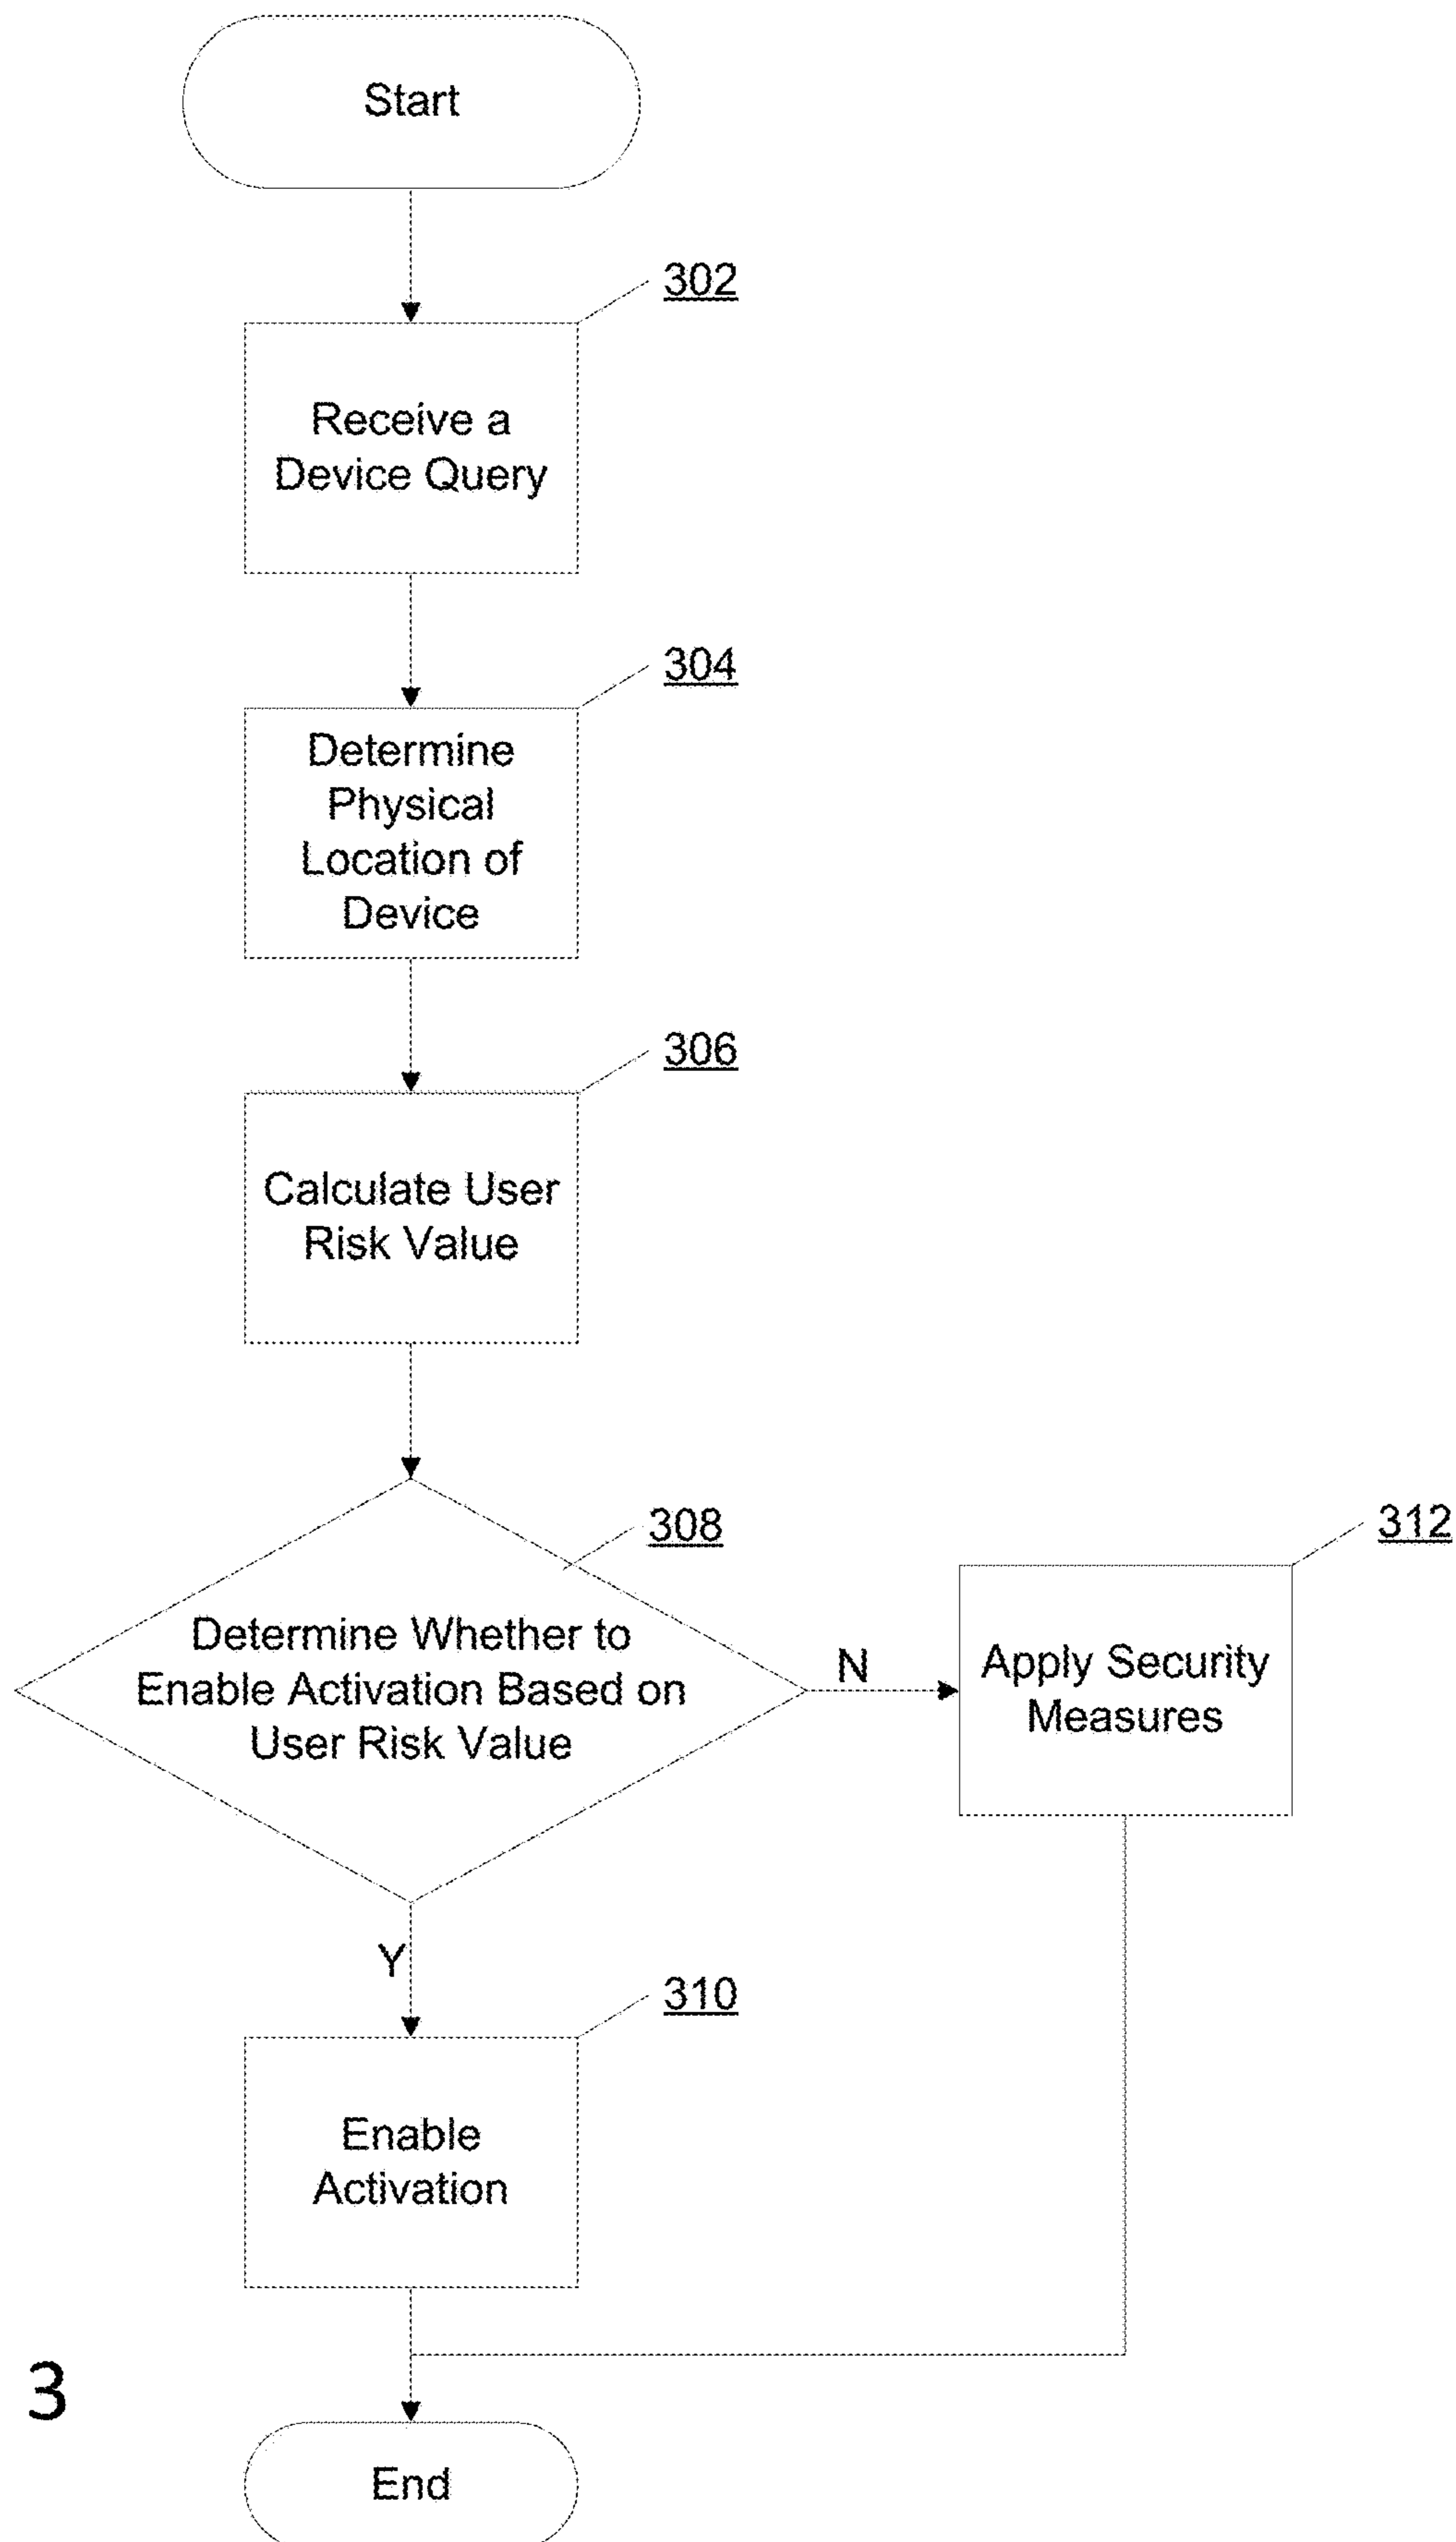 Start
302
Receive a
Device Query
304
Determine
Physical
Location of
Device
306
Calculate User
Risk Value
308
Determine Whether to
Enable Activation Based on
User Risk Value
N
312
Apply Security
Measures
Y
310
Enable
Activation
3
End